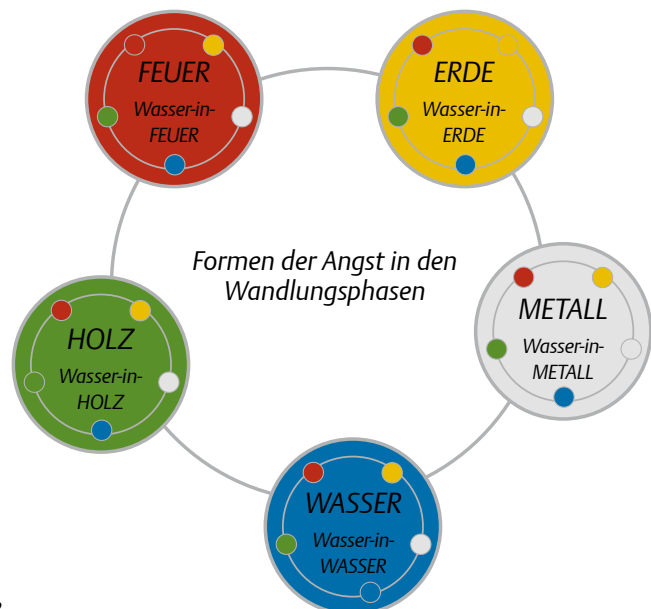 FEUER
Wasser-in-
FEUER
ERDE
Wasser-in-
ERDE
Formen der Angst in den
Wandlungsphasen
METALL
Wasser-in-
METALL
HOLZ
Wasser-in-
HOLZ
WASSER
Wasser-in-
WASSER